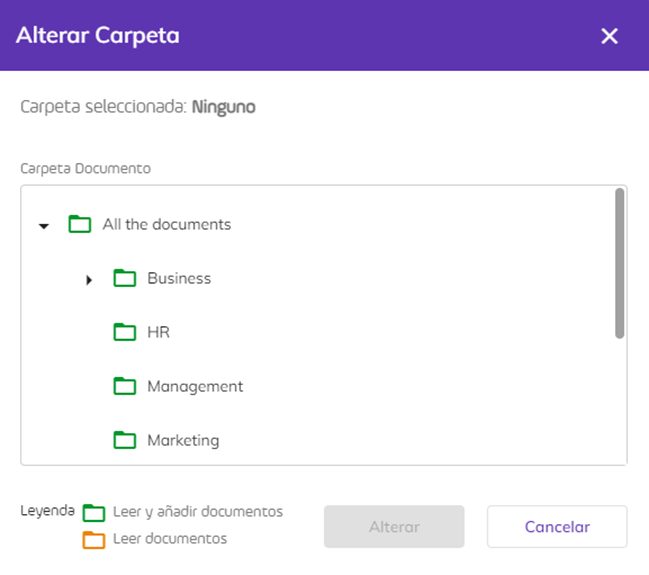 Alterar Carpeta
Carpeta seleccionada: Ninguno
Carpeta Documento
All the documents
Business
HR
Management
Marketing
Leyenda Leer y añadir documentos
Leer documentos
Alterar Cancelar